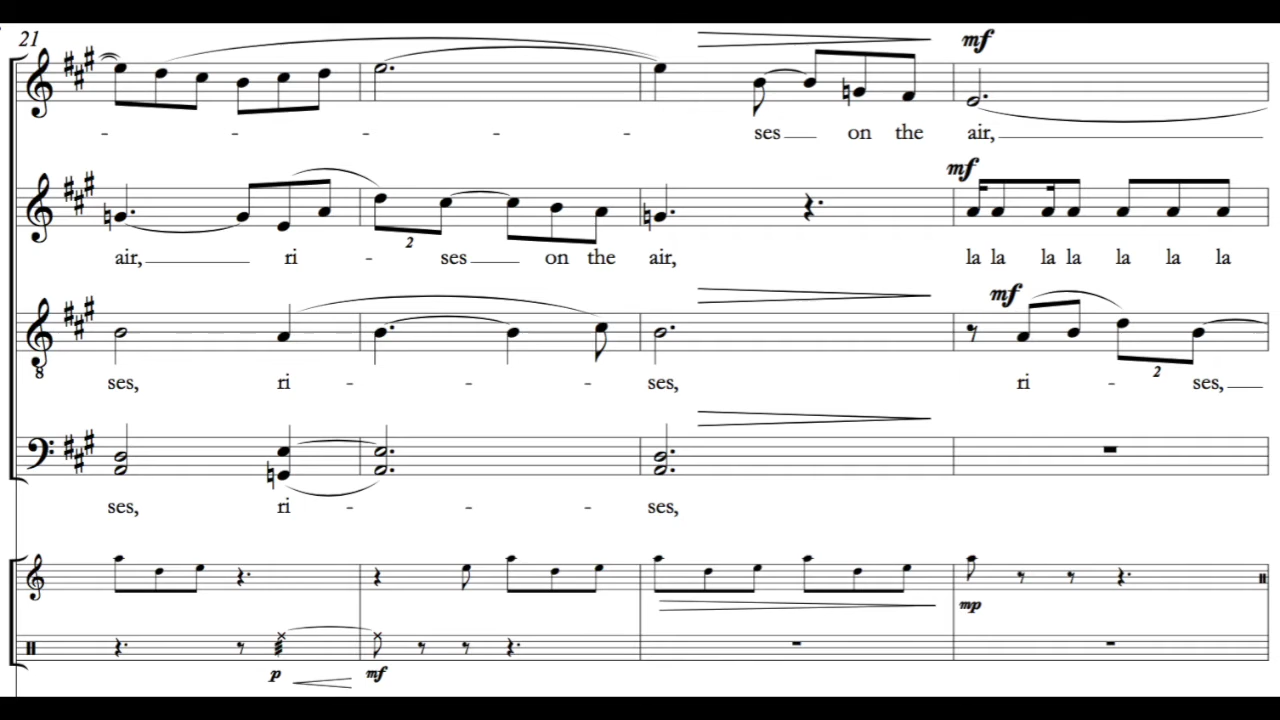 21
mf
- - - - - ses on the air,
mf
2
air, ri - ses on the air, la la la la la la la
mf
2
8
ses, ri - - - ses, ri - ses,
ses, ri - - - ses,
mp
p mf